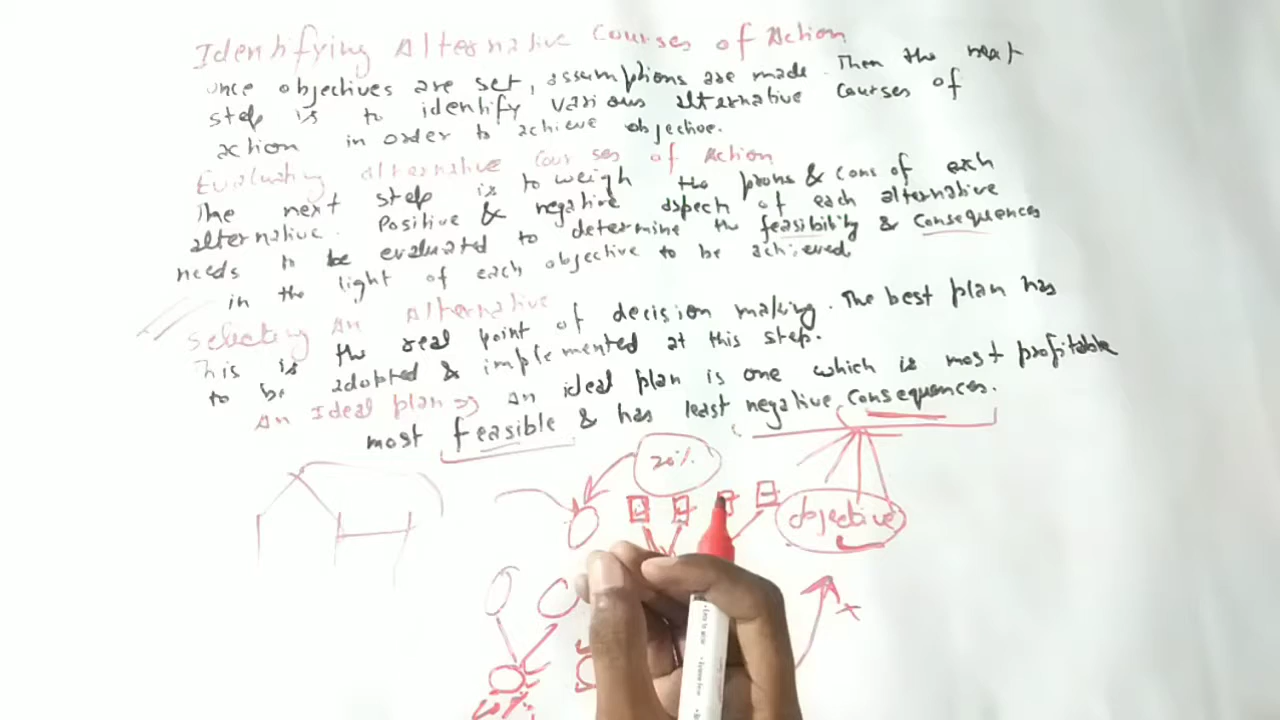 Identifying Alternative Courses of Action
once objectives are set, assumptions are made. Then the next
step is to identify various alternative courses of
action in order to achieve objective.
Evaluating alternative Courses of Action
The next step is to weigh the prons & cons of each
alternative. Positive & negative aspect of each alternative
needs to be evaluated to determine the feasibility & consequences
in the light of each objective to be achieved.
Selecting An Alternative
This is the real point of decision making. The best plan has
to be adopted & implemented at this step.
An Ideal plan => An ideal plan is one which is most profitable
most feasible & has least negative consequences.
20%
objective